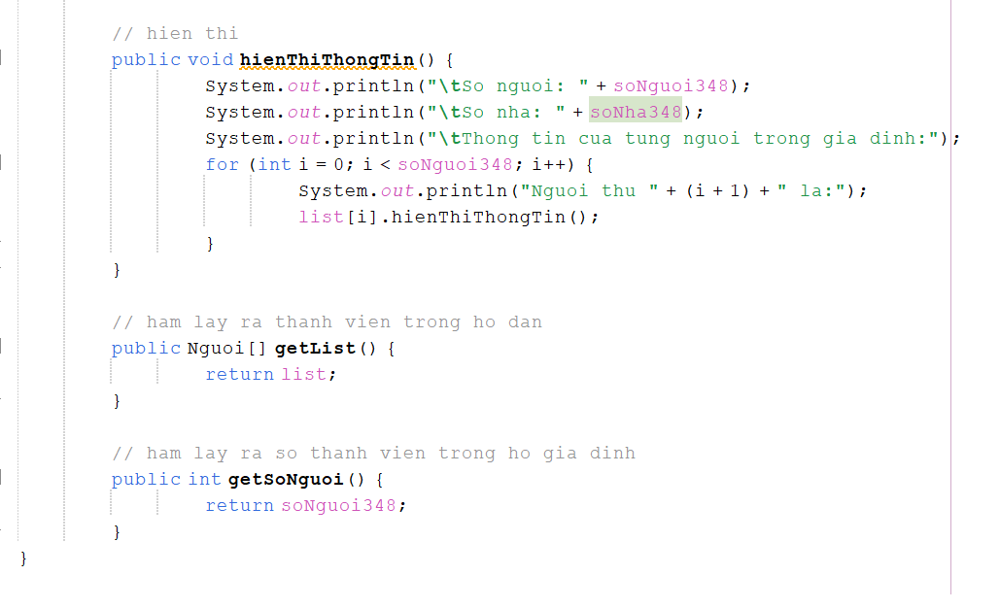 // hien thi
public void hienThiThongTin() {
System.out.println("\tSo nguoi: " + soNguoi348);
System.out.println("\tSo nha: " + soNha348);
System.out.println("\tThong tin cua tung nguoi trong gia dinh:");
for (int i = 0; i < soNguoi348; i++) {
System.out.println("Nguoi thu " + (i + 1) + " la:");
list[i].hienThiThongTin();
}
}
// ham lay ra thanh vien trong ho dan
public Nguoi[] getList() {
return list;
}
// ham lay ra so thanh vien trong ho gia dinh
public int getSoNguoi() {
return soNguoi348;
}
}